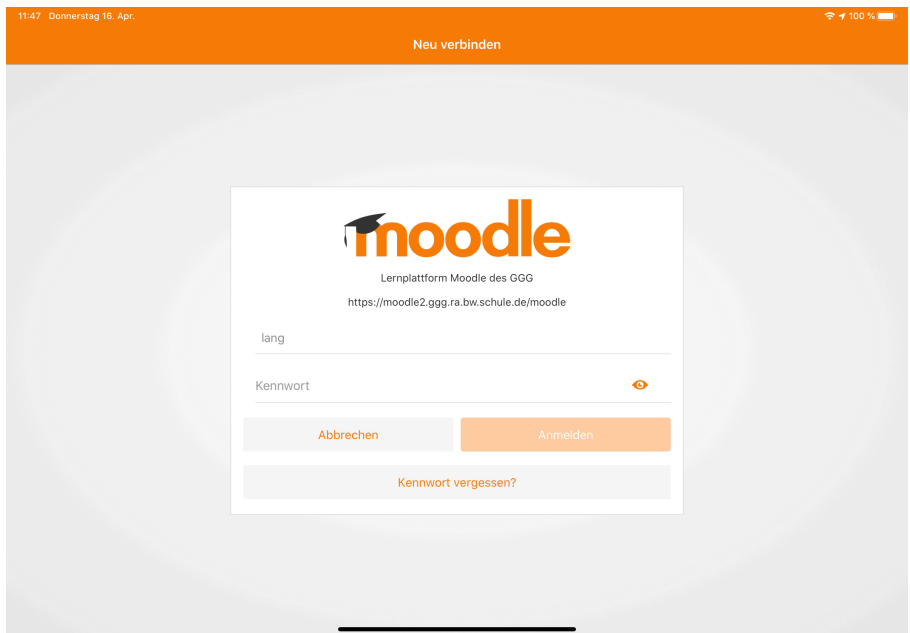 11:47 Donnerstag 16. Apr.
100 %
Neu verbinden
moodle
Lernplattform Moodle des GGG
https://moodle2.ggg.ra.bw.schule.de/moodle
lang
Kennwort
Abbrechen
Anmelden
Kennwort vergessen?